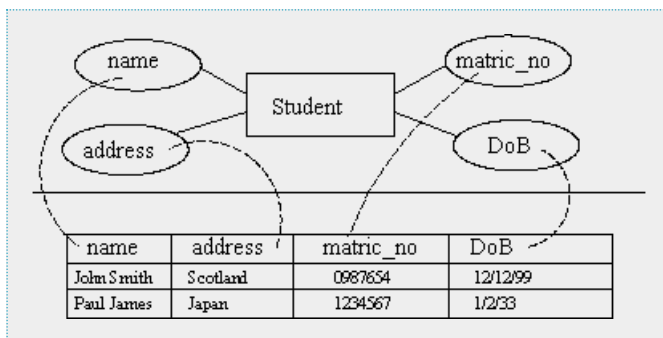 name
matric_no
Student
address
DoB
name address matric_no DoB
John Smith Scotland 0987654 12/12/99
Paul James Japan 1234567 1/2/33